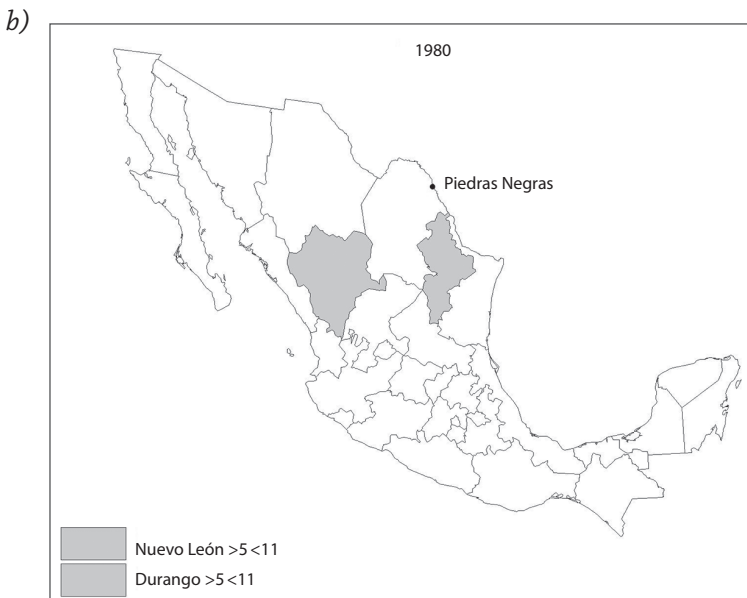 b)
1980
Piedras Negras
Nuevo León >5 <11
Durango >5 <11